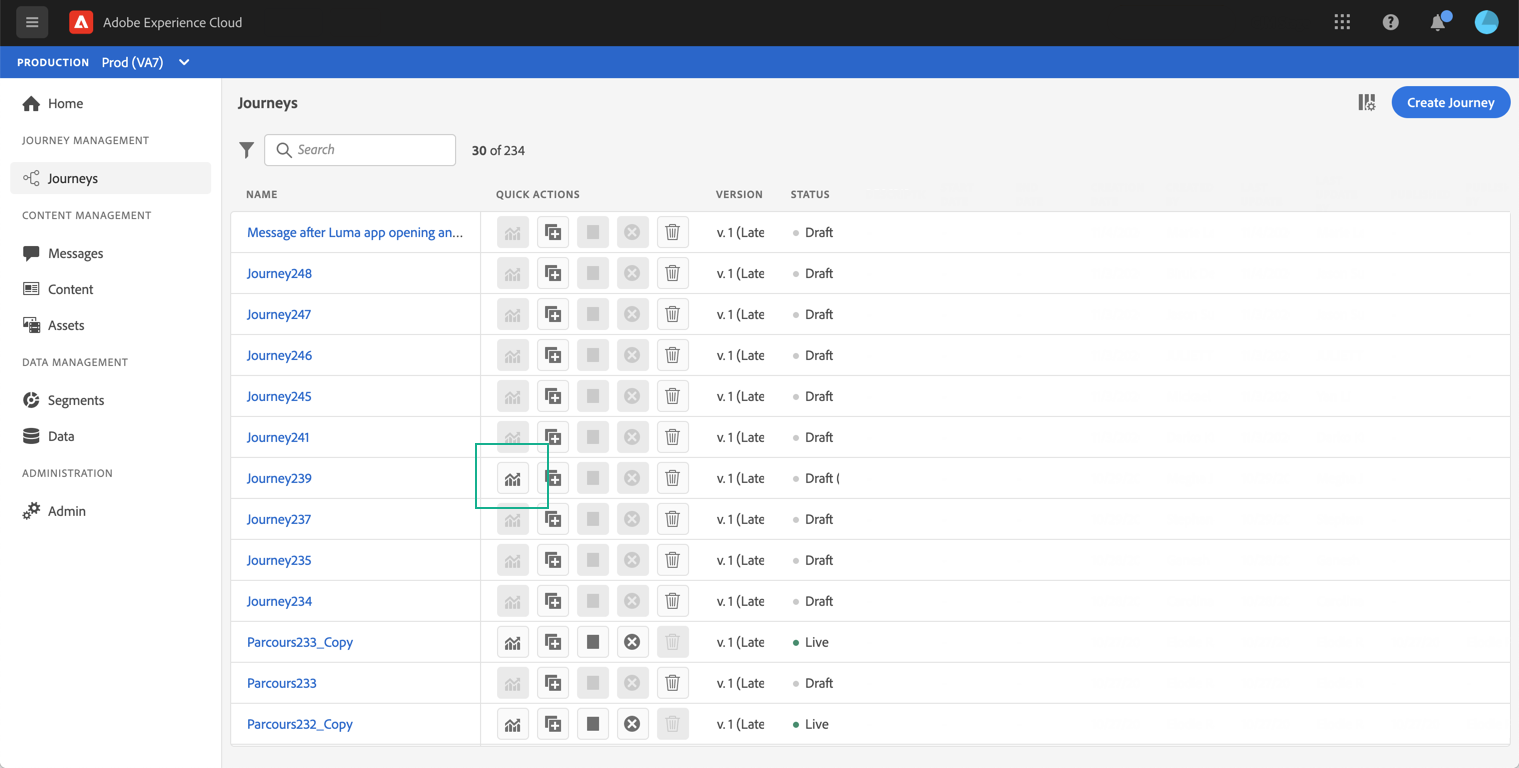 Adobe Experience Cloud
PRODUCTION Prod (VA7)
Home
JOURNEY MANAGEMENT
Journeys
CONTENT MANAGEMENT
Messages
Content
Assets
DATA MANAGEMENT
Segments
Data
ADMINISTRATION
Admin
Journeys
Create Journey
Search
30 of 234
NAME QUICK ACTIONS VERSION STATUS
Message after Luma app opening an... v. 1 (Late Draft
Journey248 v. 1 (Late Draft
Journey247 v. 1 (Late Draft
Journey246 v. 1 (Late Draft
Journey245 v. 1 (Late Draft
Journey241 v. 1 (Late Draft
Journey239 v. 1 (Late Draft (
Journey237 v. 1 (Late Draft
Journey235 v. 1 (Late Draft
Journey234 v. 1 (Late Draft
Parcours233_Copy v. 1 (Late Live
Parcours233 v. 1 (Late Draft
Parcours232_Copy v. 1 (Late Live